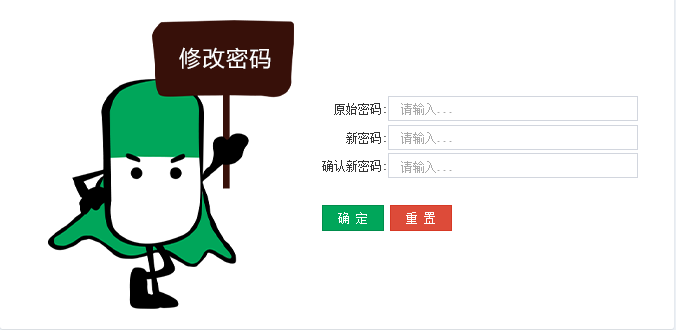 修改密码
原始密码: 请输入...
新密码: 请输入...
确认新密码: 请输入...
确 定 重 置